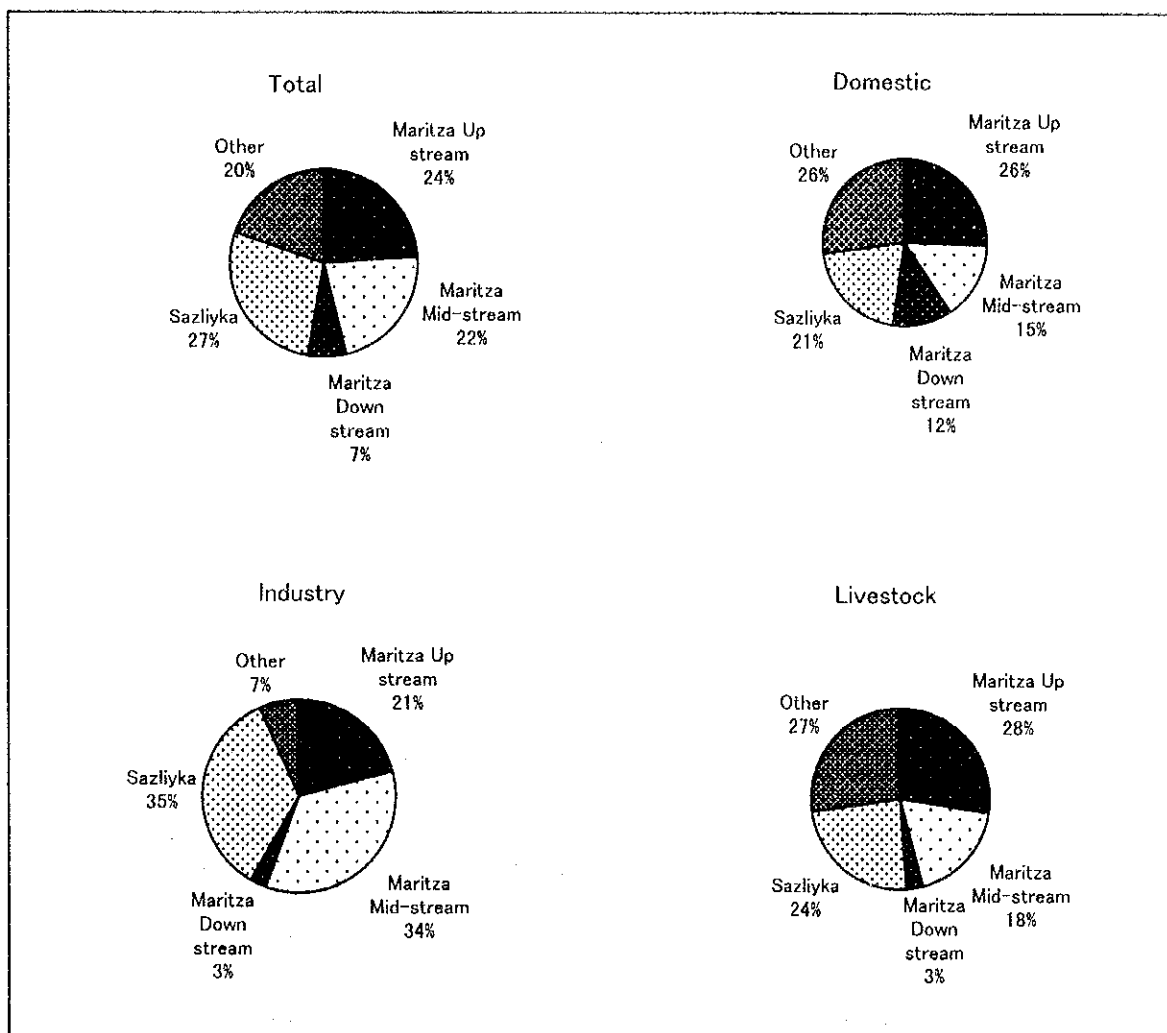 Total
Maritza Up
stream
24%
Other
20%
Maritza
Mid-stream
22%
Sazliyka
27%
Maritza
Down
stream
7%
Domestic
Maritza Up
stream
26%
Other
26%
Maritza
Mid-stream
15%
Sazliyka
21%
Maritza
Down
stream
12%
Industry
Maritza Up
stream
21%
Other
7%
Sazliyka
35%
Maritza
Mid-stream
34%
Maritza
Down
stream
3%
Livestock
Maritza Up
stream
28%
Other
27%
Maritza
Mid-stream
18%
Sazliyka
24%
Maritza
Down
stream
3%